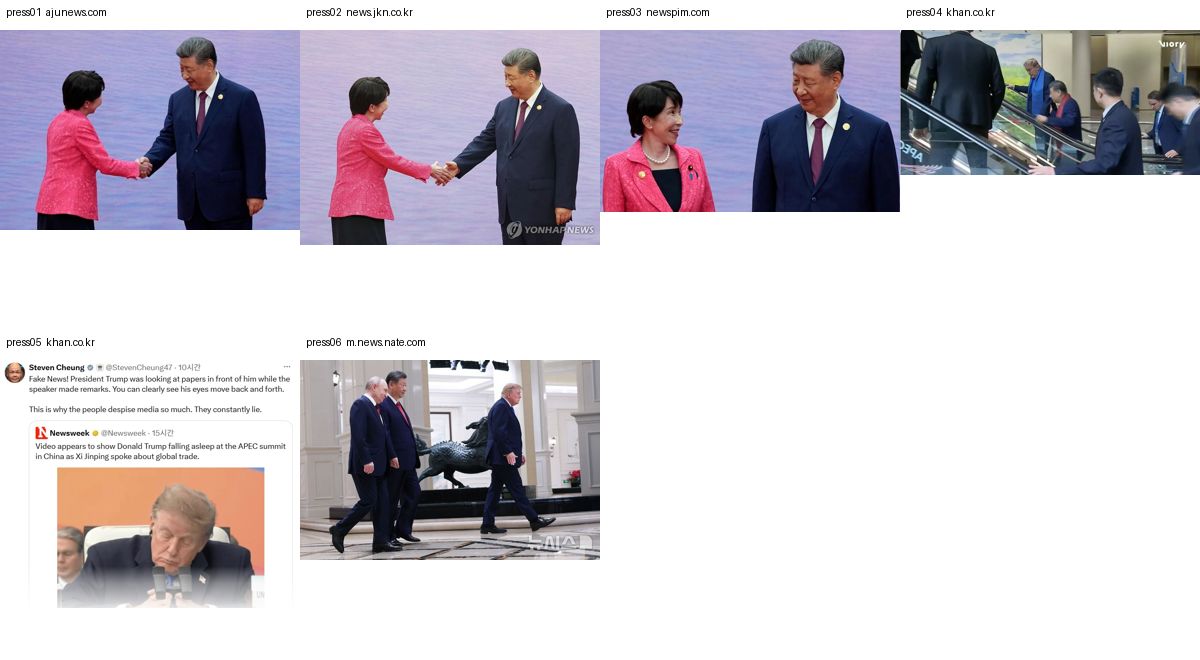 press01 ajunews.com
press02 news.jkn.co.kr
press03 newspim.com
press04 khan.co.kr
VIORY
APEC
YONHAPNEWS
press05 khan.co.kr
press06 m.news.nate.com
Steven Cheung @StevenCheung47 · 10시간
Fake News! President Trump was looking at papers in front of him while the
speaker made remarks. You can clearly see his eyes move back and forth.
This is why the people despise media so much. They constantly lie.
N Newsweek @Newsweek · 15시간
Video appears to show Donald Trump falling asleep at the APEC summit
in China as Xi Jinping spoke about global trade.
UN
뉴시스